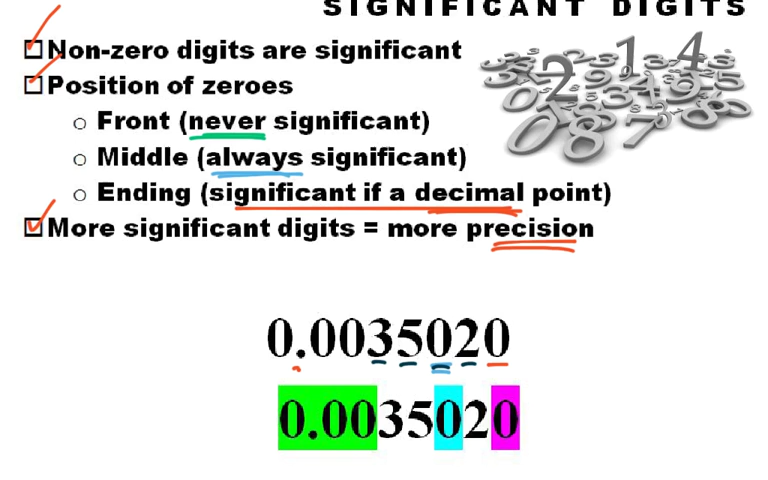 SIGNIFICANT DIGITS
Non-zero digits are significant
Position of zeroes
Front (never significant)
Middle (always significant)
Ending (significant if a decimal point)
More significant digits = more precision
0.0035020
0.0035020